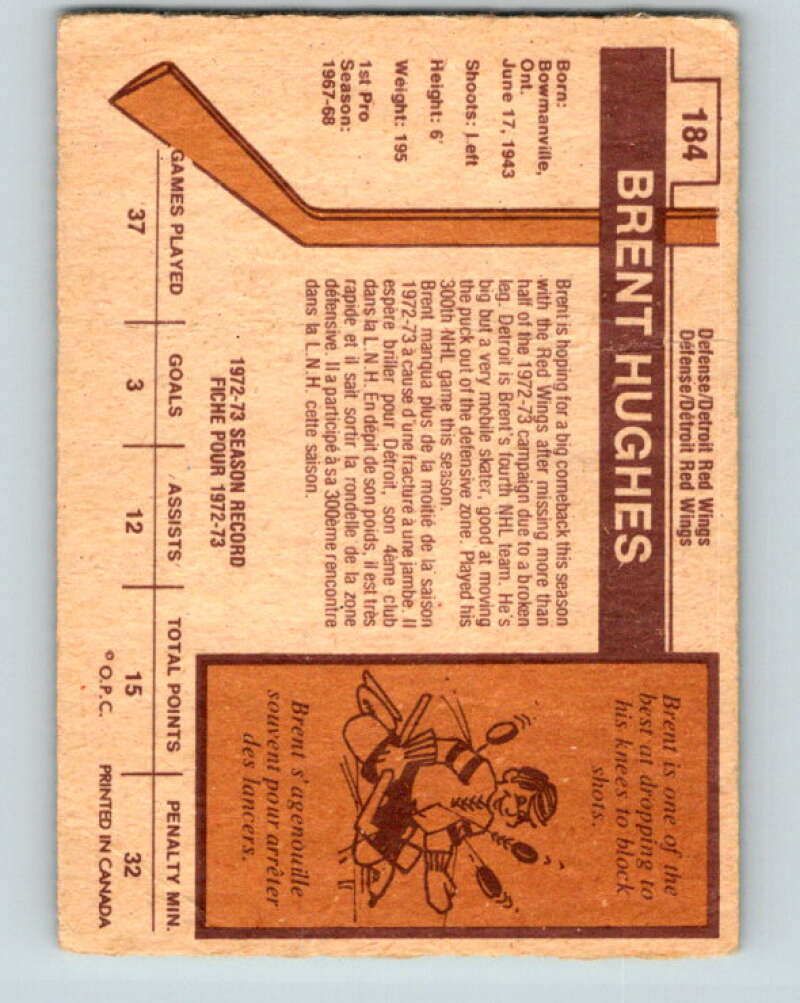 184
Defense/Detroit Red Wings
Défense/Détroit Red Wings
BRENT HUGHES
Born:
Bowmanville,
Ont.
June 17, 1943
Shoots: Left
Height: 6'
Weight: 195
1st Pro
Season:
1967-68
Brent is hoping for a big comeback this season
with the Red Wings after missing more than
half of the 1972-73 campaign due to a broken
leg. Detroit is Brent's fourth NHL team. He's
big but a very mobile skater, good at moving
the puck out of the defensive zone. Played his
300th NHL game this season.
Brent manqua plus de la moitié de la saison
1972-73 à cause d'une fracture à une jambe. Il
espère briller pour Détroit, son 4ème club
dans la L.N.H. En dépit de son poids, il est très
rapide et il sait sortir la rondelle de la zone
défensive. Il a participé à sa 300ème rencontre
dans la L.N.H. cette saison.
Brent is one of the
best at dropping to
his knees to block
shots.
Brent s'agenouille
souvent pour arrêter
des lancers.
1972-73 SEASON RECORD
FICHE POUR 1972-73
GAMES PLAYED GOALS ASSISTS TOTAL POINTS PENALTY MIN.
37 3 12 15 32
© O.P.C. PRINTED IN CANADA